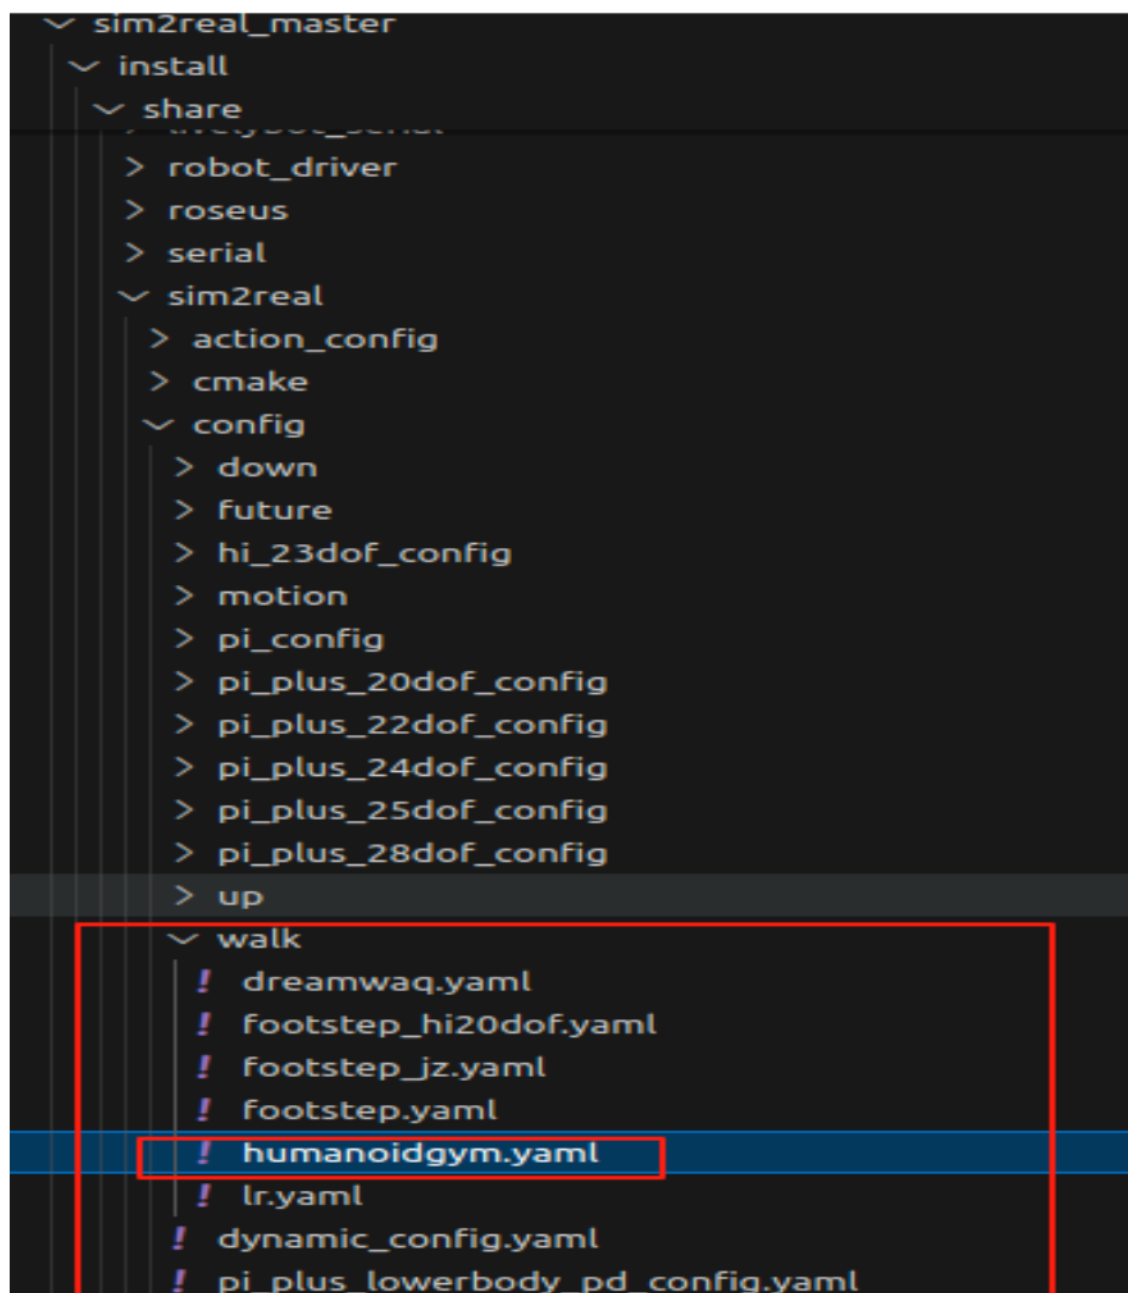 sim2real_master
install
share
robot_driver
roseus
serial
sim2real
action_config
cmake
config
down
future
hi_23dof_config
motion
pi_config
pi_plus_20dof_config
pi_plus_22dof_config
pi_plus_24dof_config
pi_plus_25dof_config
pi_plus_28dof_config
up
walk
! dreamwaq.yaml
! footstep_hi20dof.yaml
! footstep_jz.yaml
! footstep.yaml
! humanoidgym.yaml
! lr.yaml
! dynamic_config.yaml
! pi_plus_lowerbody_pd_config.yaml